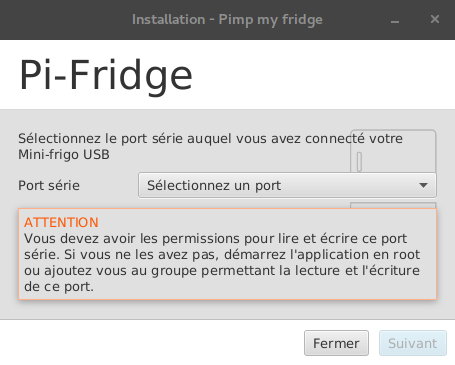 Installation - Pimp my fridge
Pi-Fridge
Sélectionnez le port série auquel vous avez connecté votre
Mini-frigo USB
Port série
Sélectionnez un port
ATTENTION
Vous devez avoir les permissions pour lire et écrire ce port
série. Si vous ne les avez pas, démarrez l'application en root
ou ajoutez vous au groupe permettant la lecture et l'écriture
de ce port.
Fermer
Suivant